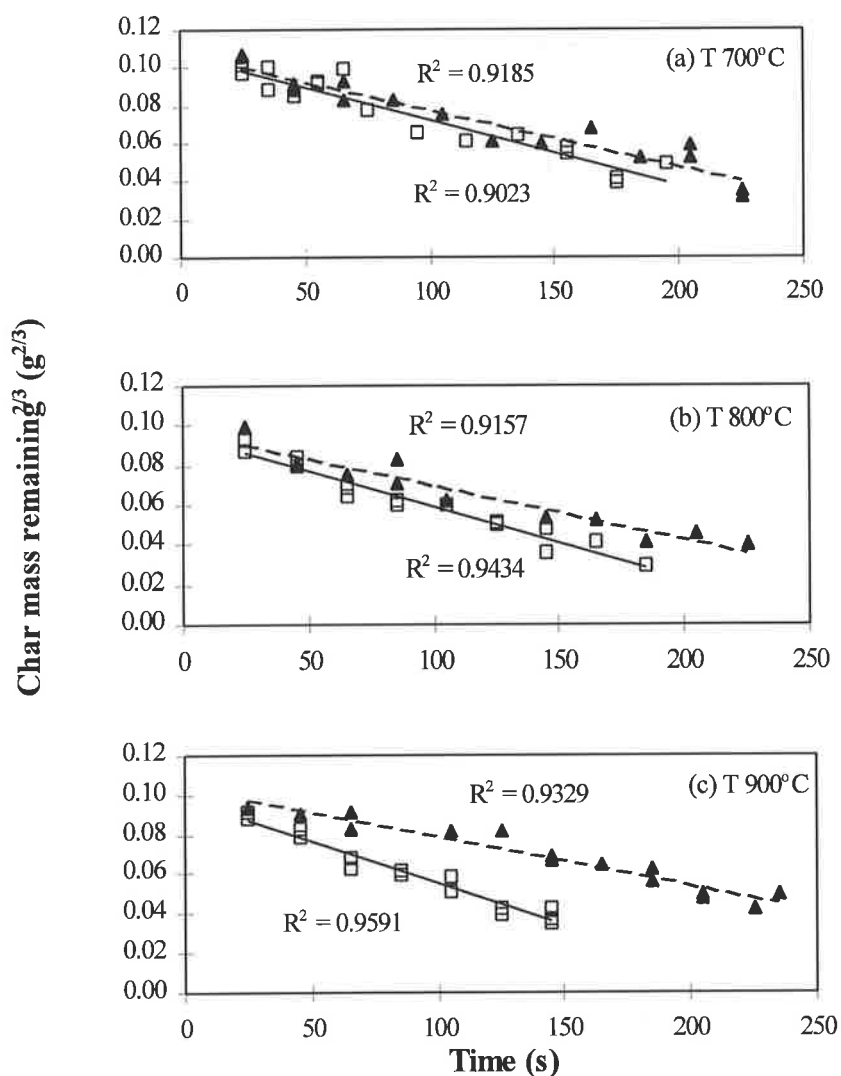 0.12
(a) T 700°C
0.10
R² = 0.9185
0.08
0.06
0.04
R² = 0.9023
0.02
0.00
0 50 100 150 200 250
Char mass remaining^2/3 (g^2/3)
0.12
(b) T 800°C
0.10
R² = 0.9157
0.08
0.06
0.04
R² = 0.9434
0.02
0.00
0 50 100 150 200 250
0.12
(c) T 900°C
0.10
R² = 0.9329
0.08
0.06
0.04
R² = 0.9591
0.02
0.00
0 50 100 150 200 250
Time (s)